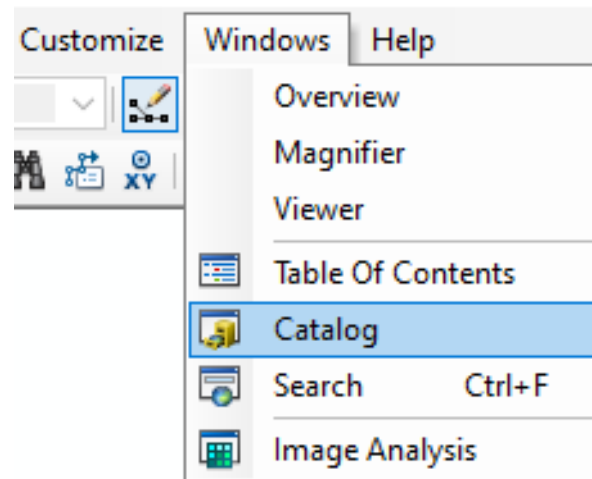 Customize Windows Help
Overview
Magnifier
XY
Viewer
Table Of Contents
Catalog
Search Ctrl+F
Image Analysis